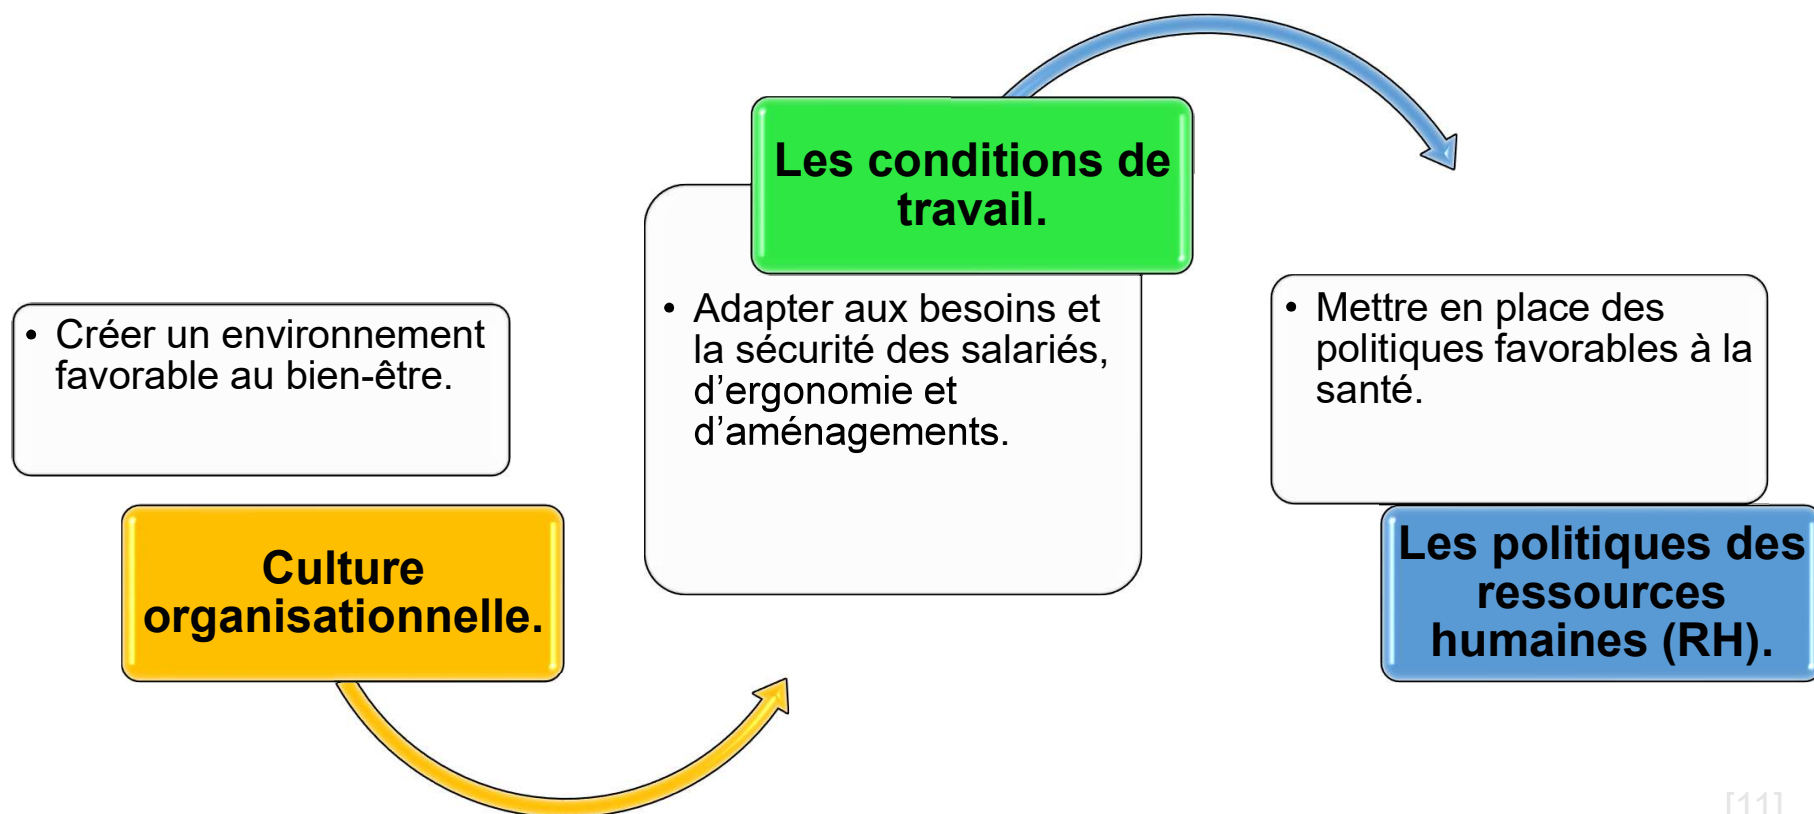 • Créer un environnement
favorable au bien-être.
Culture
organisationnelle.
Les conditions de
travail.
• Adapter aux besoins et
la sécurité des salariés,
d’ergonomie et
d’aménagements.
• Mettre en place des
politiques favorables à la
santé.
Les politiques des
ressources
humaines (RH).
[11]